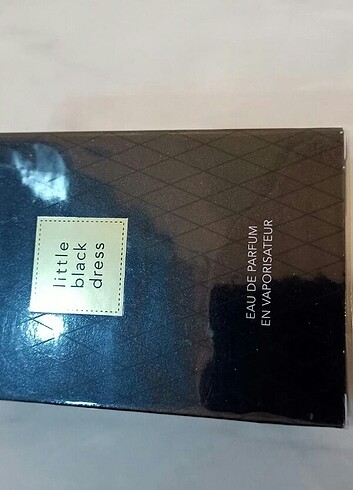 little
black
dress
EAU DE PARFUM
EN VAPORISATEUR